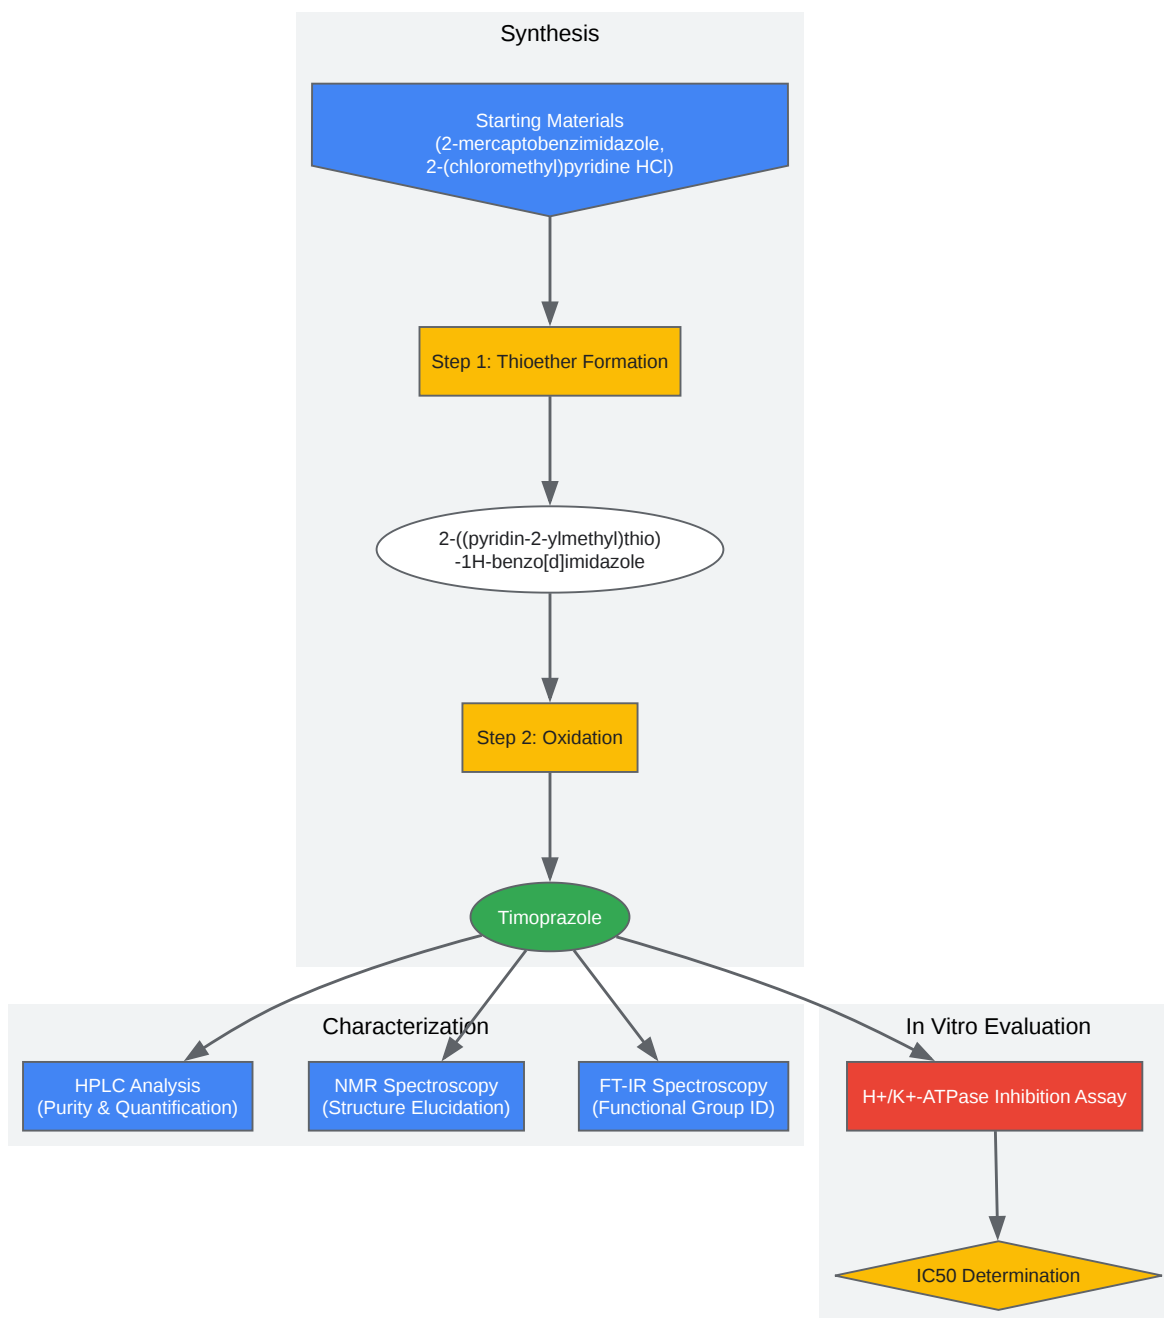 Synthesis
Starting Materials
(2-mercaptobenzimidazole,
2-(chloromethyl)pyridine HCl)
Step 1: Thioether Formation
2-((pyridin-2-ylmethyl)thio)
-1H-benzo[d]imidazole
Step 2: Oxidation
Timoprazole
Characterization
HPLC Analysis
(Purity & Quantification)
NMR Spectroscopy
(Structure Elucidation)
FT-IR Spectroscopy
(Functional Group ID)
In Vitro Evaluation
H+/K+-ATPase Inhibition Assay
IC50 Determination